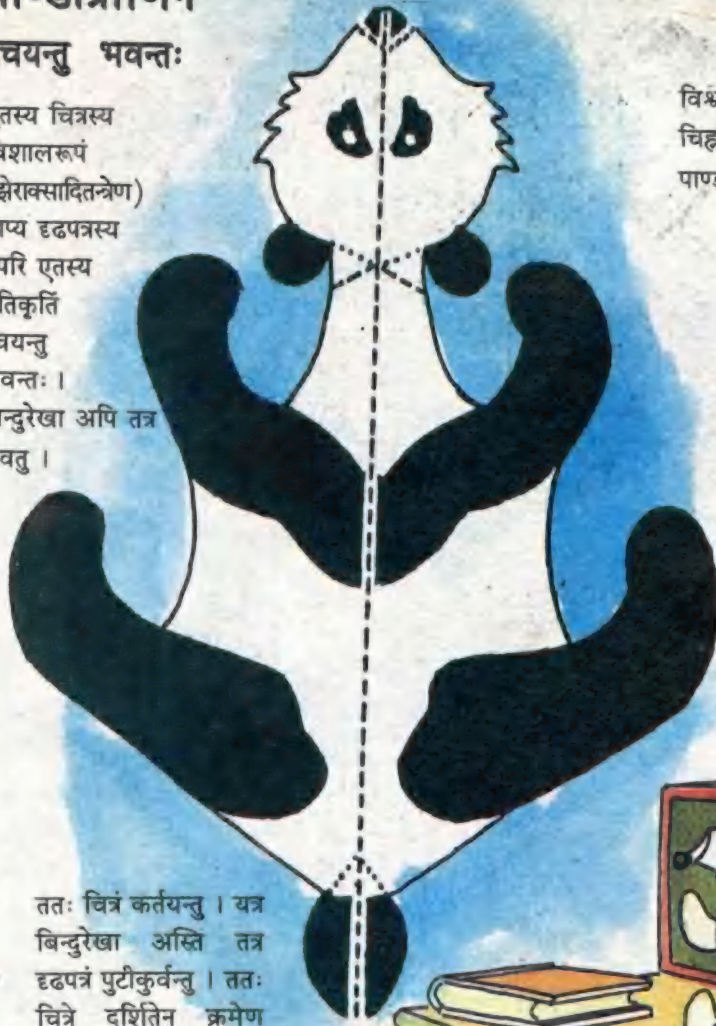 चयन्तु भवन्तः
तस्य चित्रस्य
शालरूपं
झेराक्सादितन्त्रेण)
प्य दृढपत्रस्य
परि एतस्य
तिकृतिं
चयन्तु
वन्तः ।
न्दुरेखा अपि तत्र
वतु ।
विश्व
चिह्न
पाण्ड
ततः चित्रं कर्तयन्तु । यत्र
बिन्दुरेखा अस्ति तत्र
दृढपत्रं पुटीकुर्वन्तु । ततः
चित्रे दर्शितेन क्रमेण